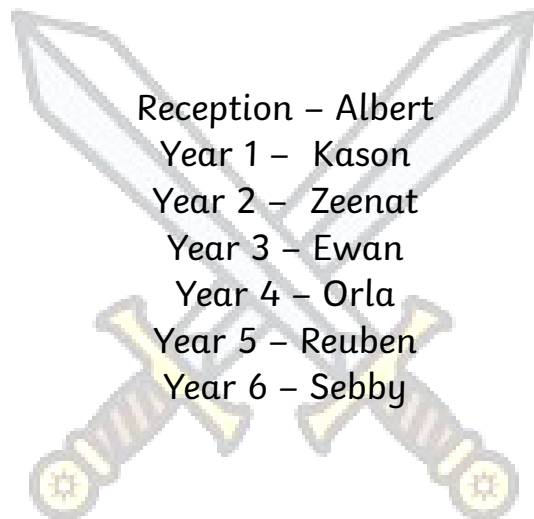 Reception – Albert
Year 1 –  Kason
Year 2 –  Zeenat
Year 3 – Ewan
Year 4 – Orla
Year 5 – Reuben
Year 6 – Sebby